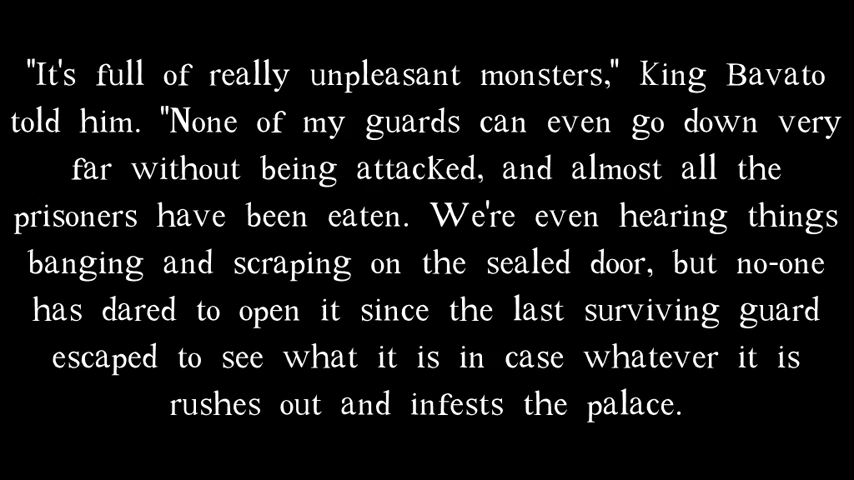 "It's full of really unpleasant monsters," King Bavato
told him. "None of my guards can even go down very
far without being attacked, and almost all the
prisoners have been eaten. We're even hearing things
banging and scraping on the sealed door, but no-one
has dared to open it since the last surviving guard
escaped to see what it is in case whatever it is
rushes out and infests the palace.